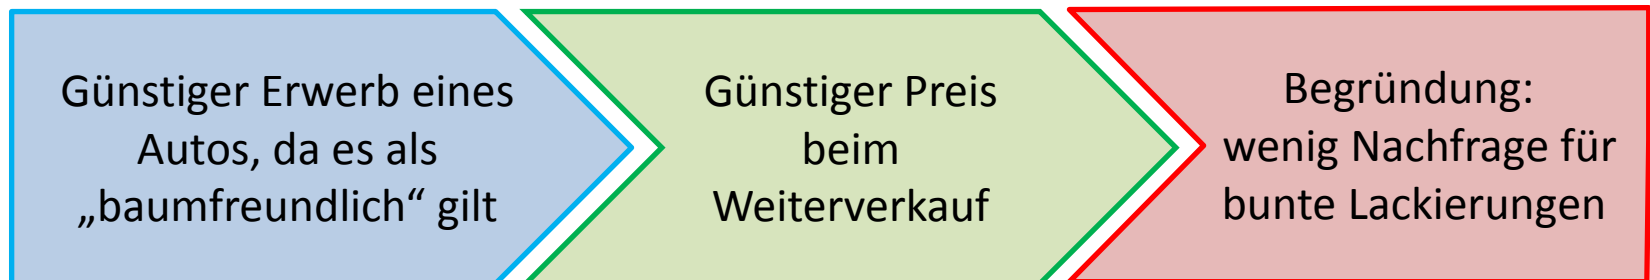 Günstiger Erwerb eines
Autos, da es als
„baumfreundlich“ gilt
Günstiger Preis
beim
Weiterverkauf
Begründung:
wenig Nachfrage für
bunte Lackierungen